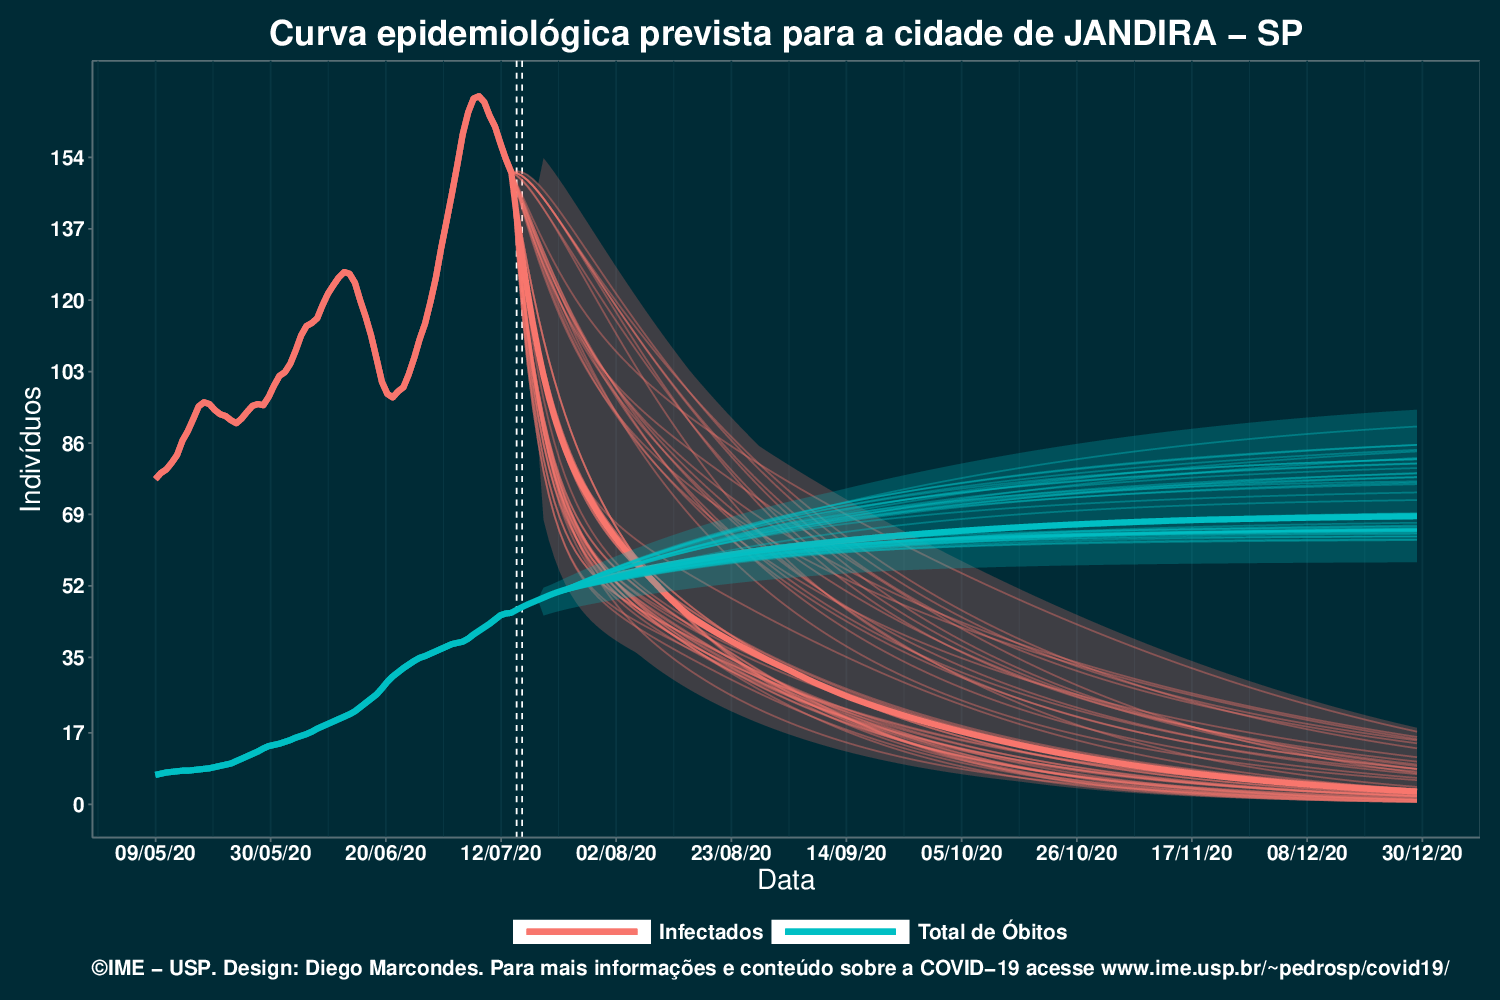 Curva epidemiológica prevista para a cidade de JANDIRA – SP
Indivíduos
154
137
120
103
86
69
52
35
17
0
09/05/20 30/05/20 20/06/20 12/07/20 02/08/20 23/08/20 14/09/20 05/10/20 26/10/20 17/11/20 08/12/20 30/12/20
Data
Infectados Total de Óbitos
©IME – USP. Design: Diego Marcondes. Para mais informações e conteúdo sobre a COVID–19 acesse www.ime.usp.br/~pedrosp/covid19/